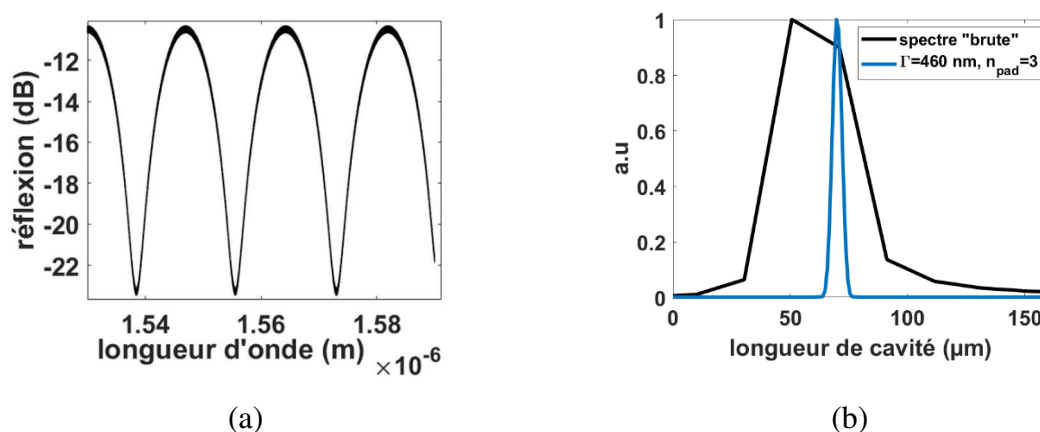 réflexion (dB)
-12
-14
-16
-18
-20
-22
1.54
1.56
1.58
longueur d'onde (m)
×10⁻⁶
(a)
a.u
1
0.8
0.6
0.4
0.2
0
0
50
100
150
longueur de cavité (µm)
spectre "brute"
Γ=460 nm, n_pad=3
(b)